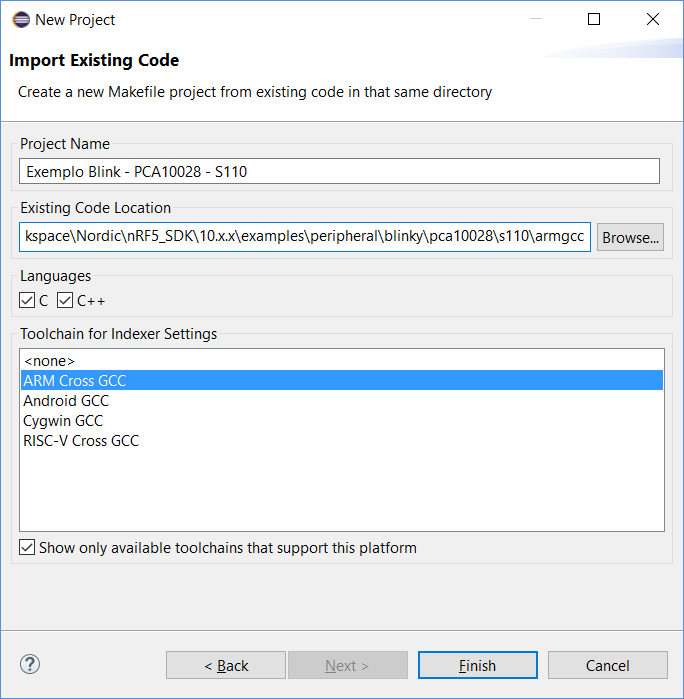 New Project
Import Existing Code
Create a new Makefile project from existing code in that same directory
Project Name
Exemplo Blink - PCA10028 - S110
Existing Code Location
kspace\Nordic\nRF5_SDK\10.x.x\examples\peripheral\blinky\pca10028\s110\armgcc
Browse...
Languages
C C++
Toolchain for Indexer Settings
<none>
ARM Cross GCC
Android GCC
Cygwin GCC
RISC-V Cross GCC
Show only available toolchains that support this platform
? < Back Next > Finish Cancel